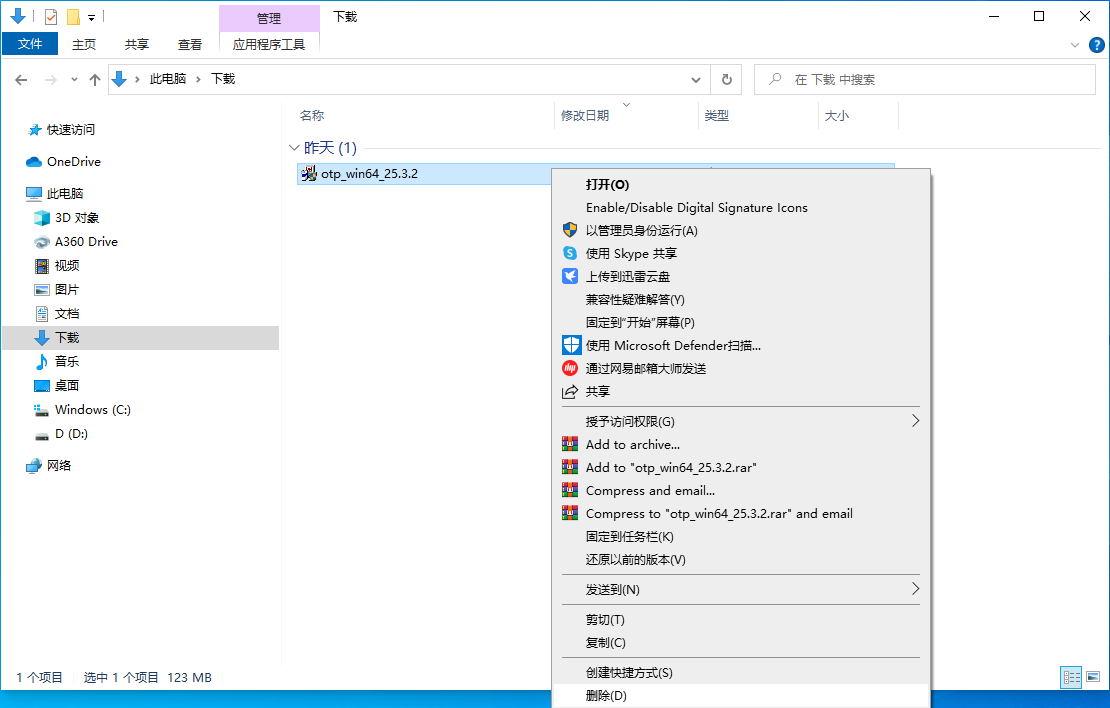 管理
下载
文件
主页
共享
查看
应用程序工具
此电脑 下载
在 下载 中搜索
名称
修改日期
类型
大小
快速访问
OneDrive
此电脑
3D 对象
A360 Drive
视频
图片
文档
下载
音乐
桌面
Windows (C:)
D (D:)
网络
昨天 (1)
otp_win64_25.3.2
打开(O)
Enable/Disable Digital Signature Icons
以管理员身份运行(A)
使用 Skype 共享
上传到迅雷云盘
兼容性疑难解答(Y)
固定到“开始”屏幕(P)
使用 Microsoft Defender扫描...
通过网易邮箱大师发送
共享
授予访问权限(G)
Add to archive...
Add to "otp_win64_25.3.2.rar"
Compress and email...
Compress to "otp_win64_25.3.2.rar" and email
固定到任务栏(K)
还原以前的版本(V)
发送到(N)
剪切(T)
复制(C)
创建快捷方式(S)
删除(D)
1 个项目
选中 1 个项目 123 MB